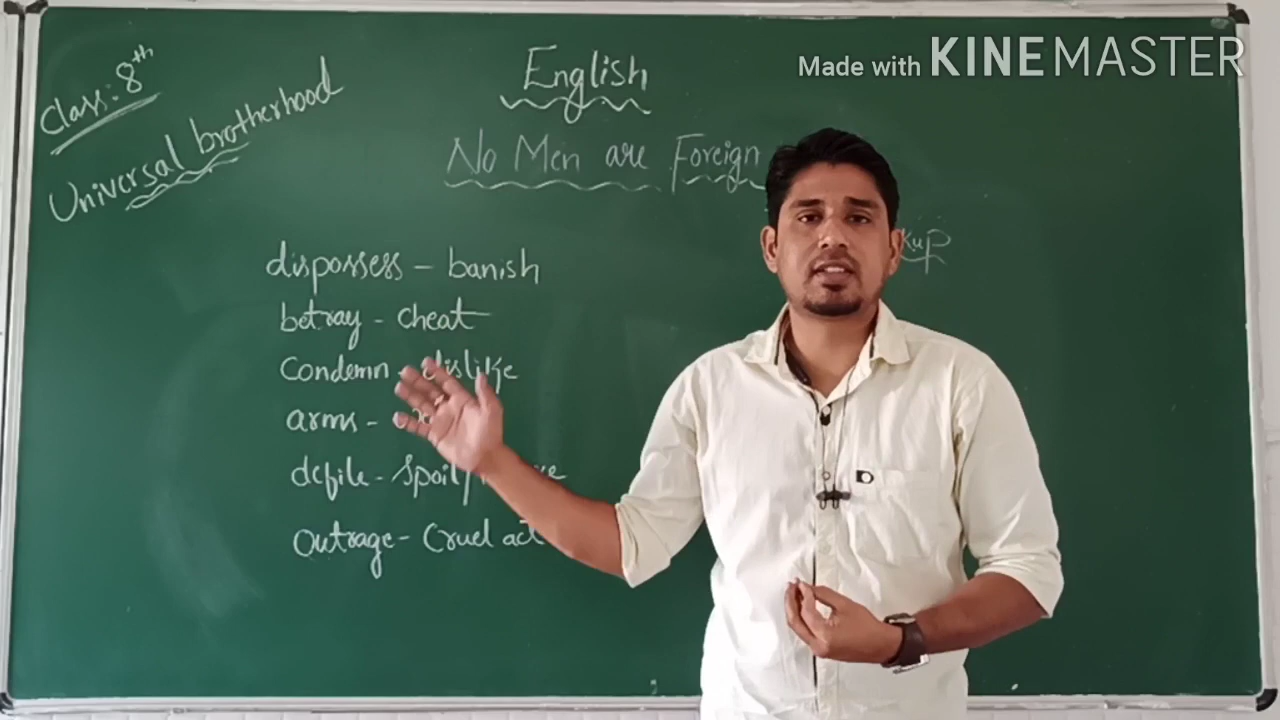 Made with KINEMASTER
Class: 8th
English
Universal brotherhood
No Men are Foreign
dispossess - banish
betray - cheat
Condemn - dislike
arms -
defile - spoil/
Outrage - Cruel act